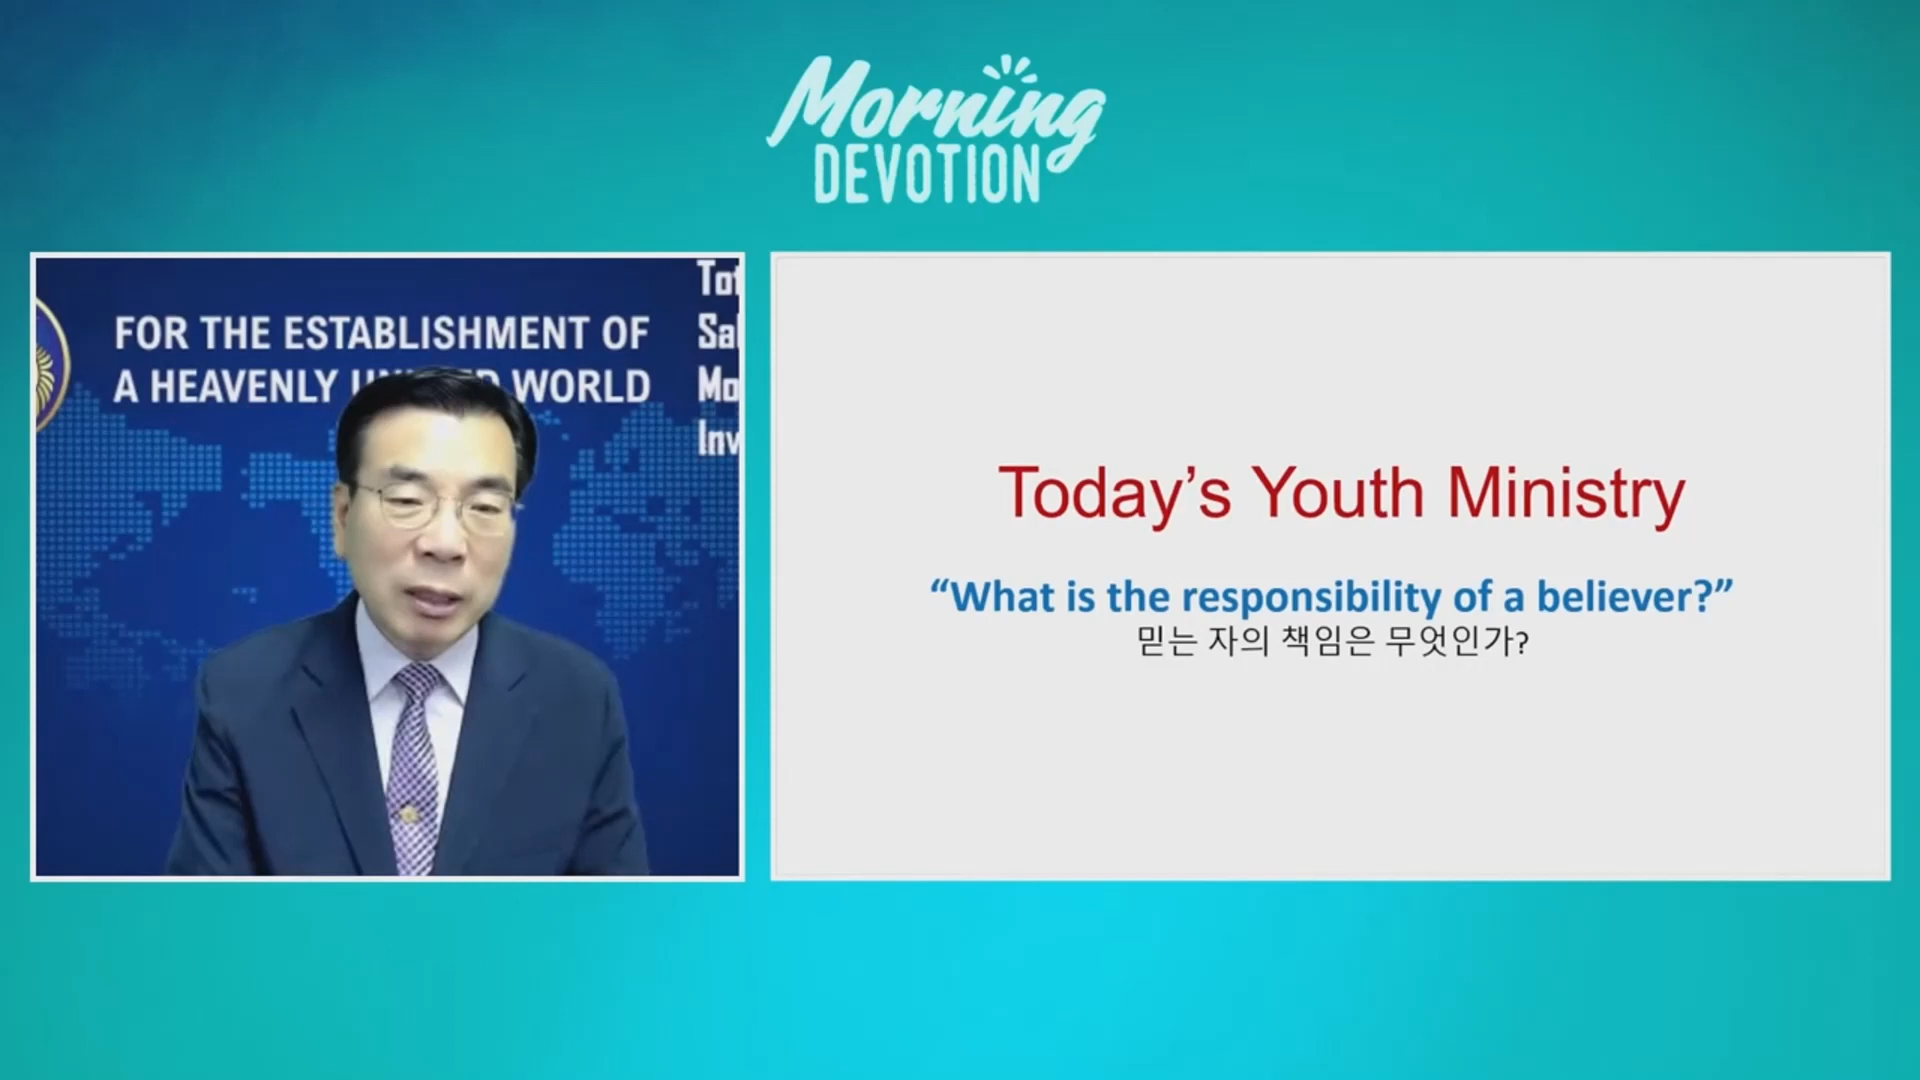 Morning
DEVOTION
FOR THE ESTABLISHMENT OF
A HEAVENLY WORLD
Today's Youth Ministry
“What is the responsibility of a believer?”
믿는 자의 책임은 무엇인가?